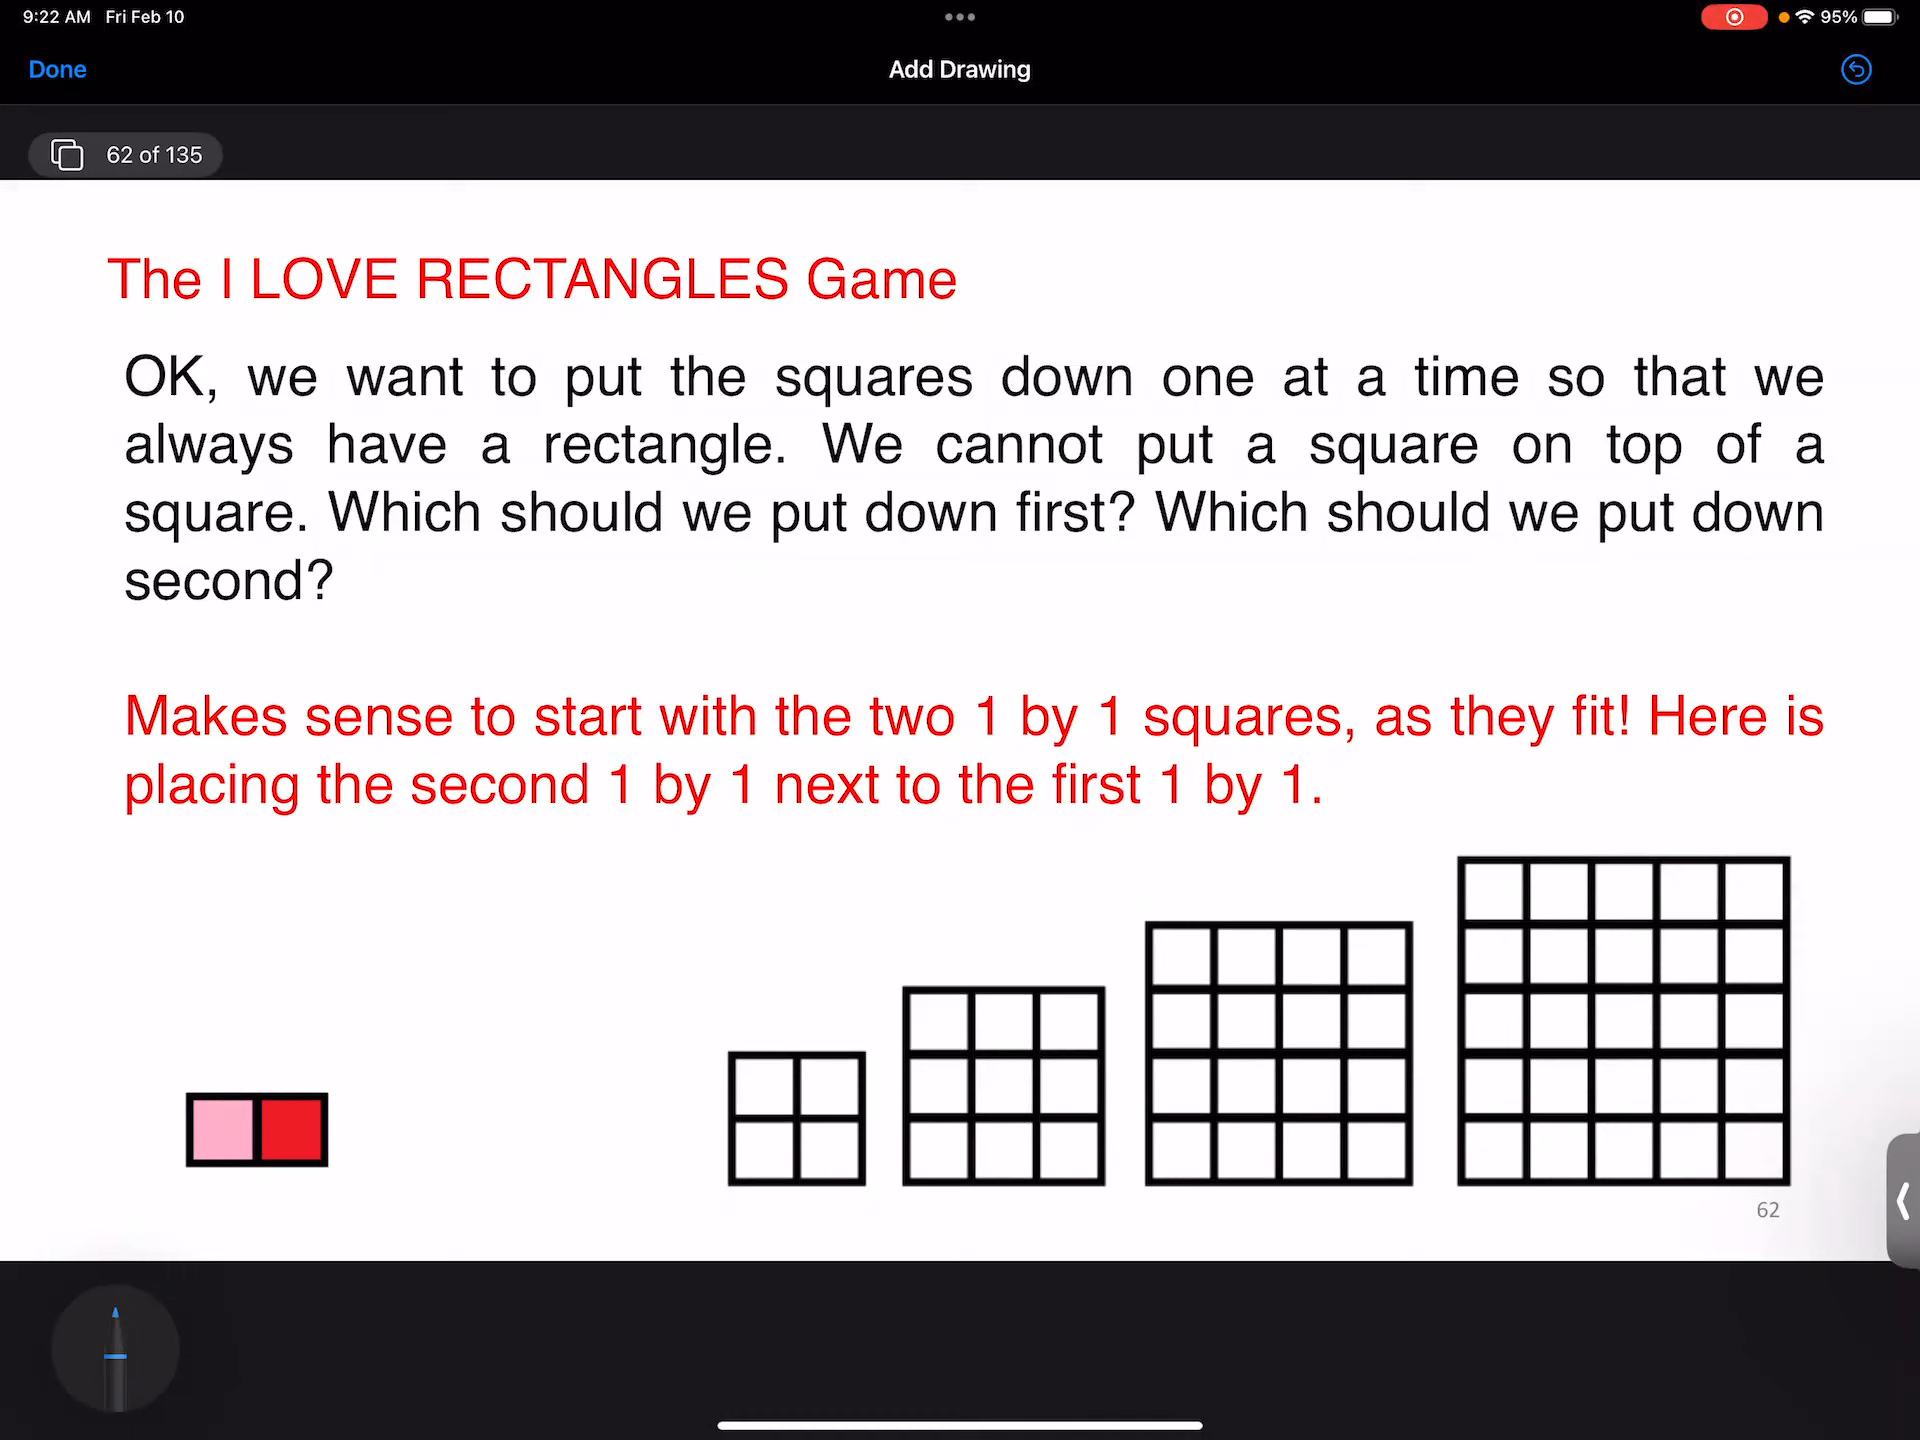 9:22 AM Fri Feb 10
95%
Done
Add Drawing
62 of 135
The I LOVE RECTANGLES Game
OK, we want to put the squares down one at a time so that we
always have a rectangle. We cannot put a square on top of a
square. Which should we put down first? Which should we put down
second?
Makes sense to start with the two 1 by 1 squares, as they fit! Here is
placing the second 1 by 1 next to the first 1 by 1.
62